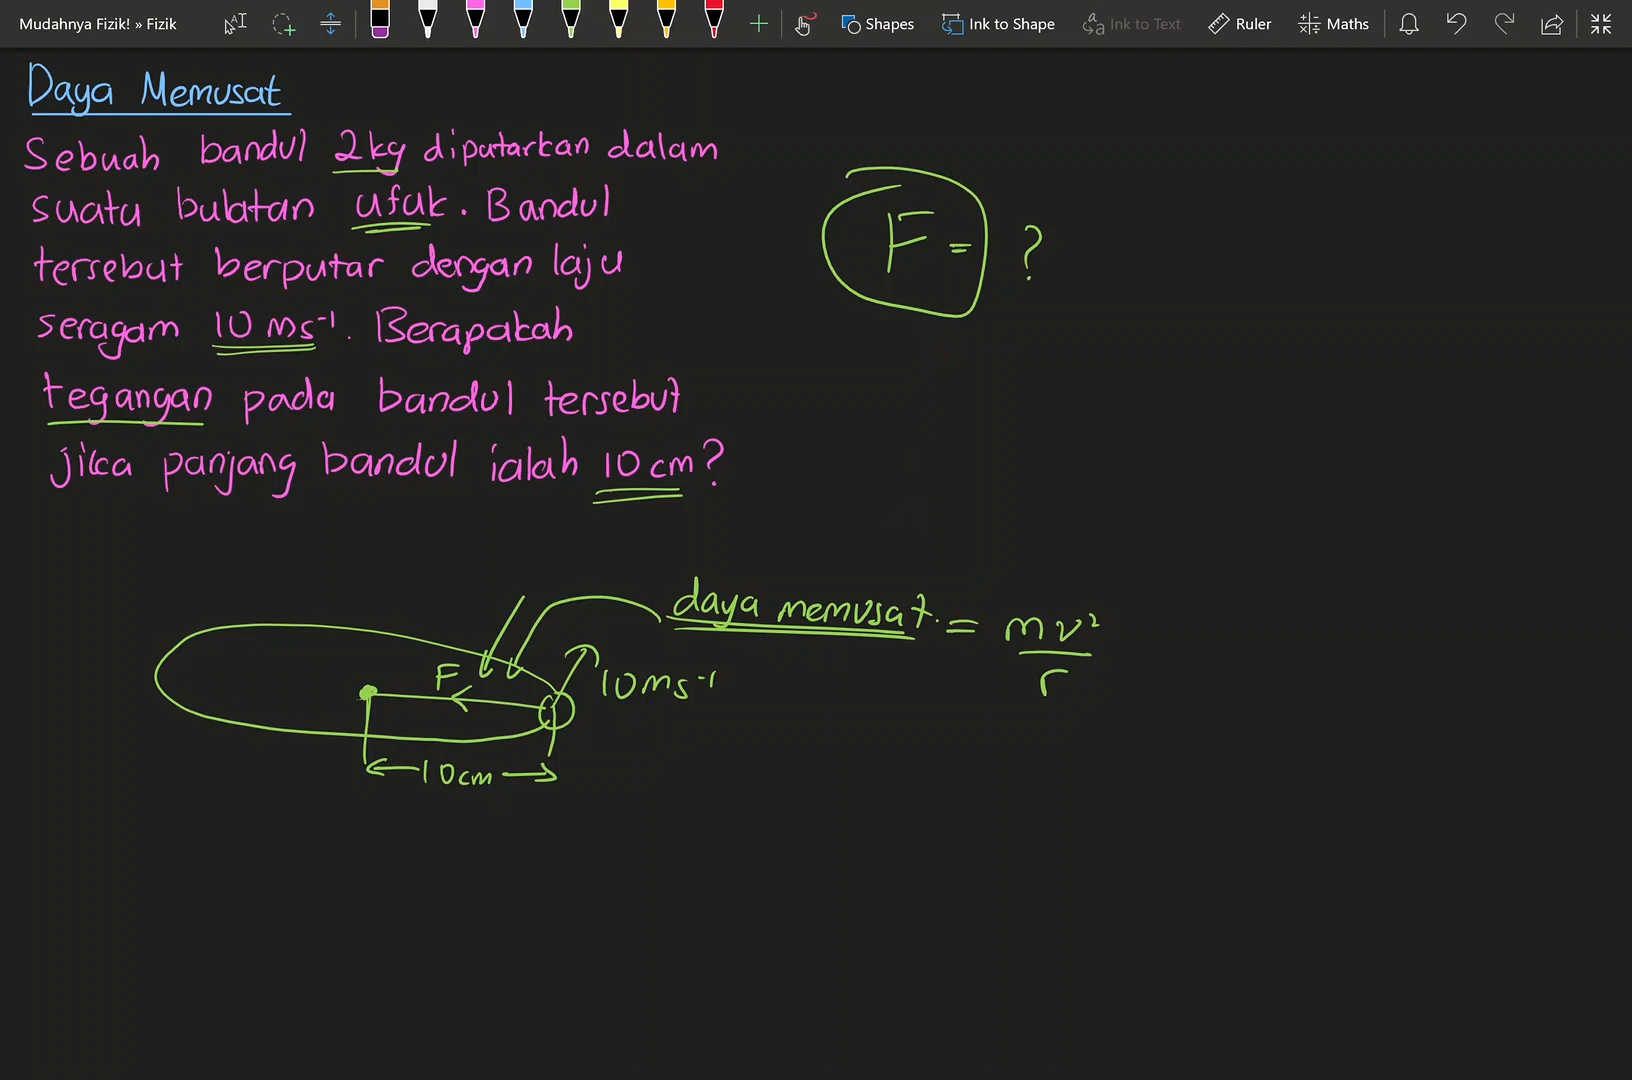 Mudahnya Fizik! » Fizik
Shapes
Ink to Shape
Ink to Text
Ruler
Maths
Daya Memusat
Sebuah bandul 2kg diputarkan dalam
suatu bulatan ufuk. Bandul
tersebut berputar dengan laju
seragam 10 ms⁻¹. Berapakah
tegangan pada bandul tersebut
jika panjang bandul ialah 10 cm?
F = ?
daya memusat. = mv²
r
F
10ms⁻¹
10cm